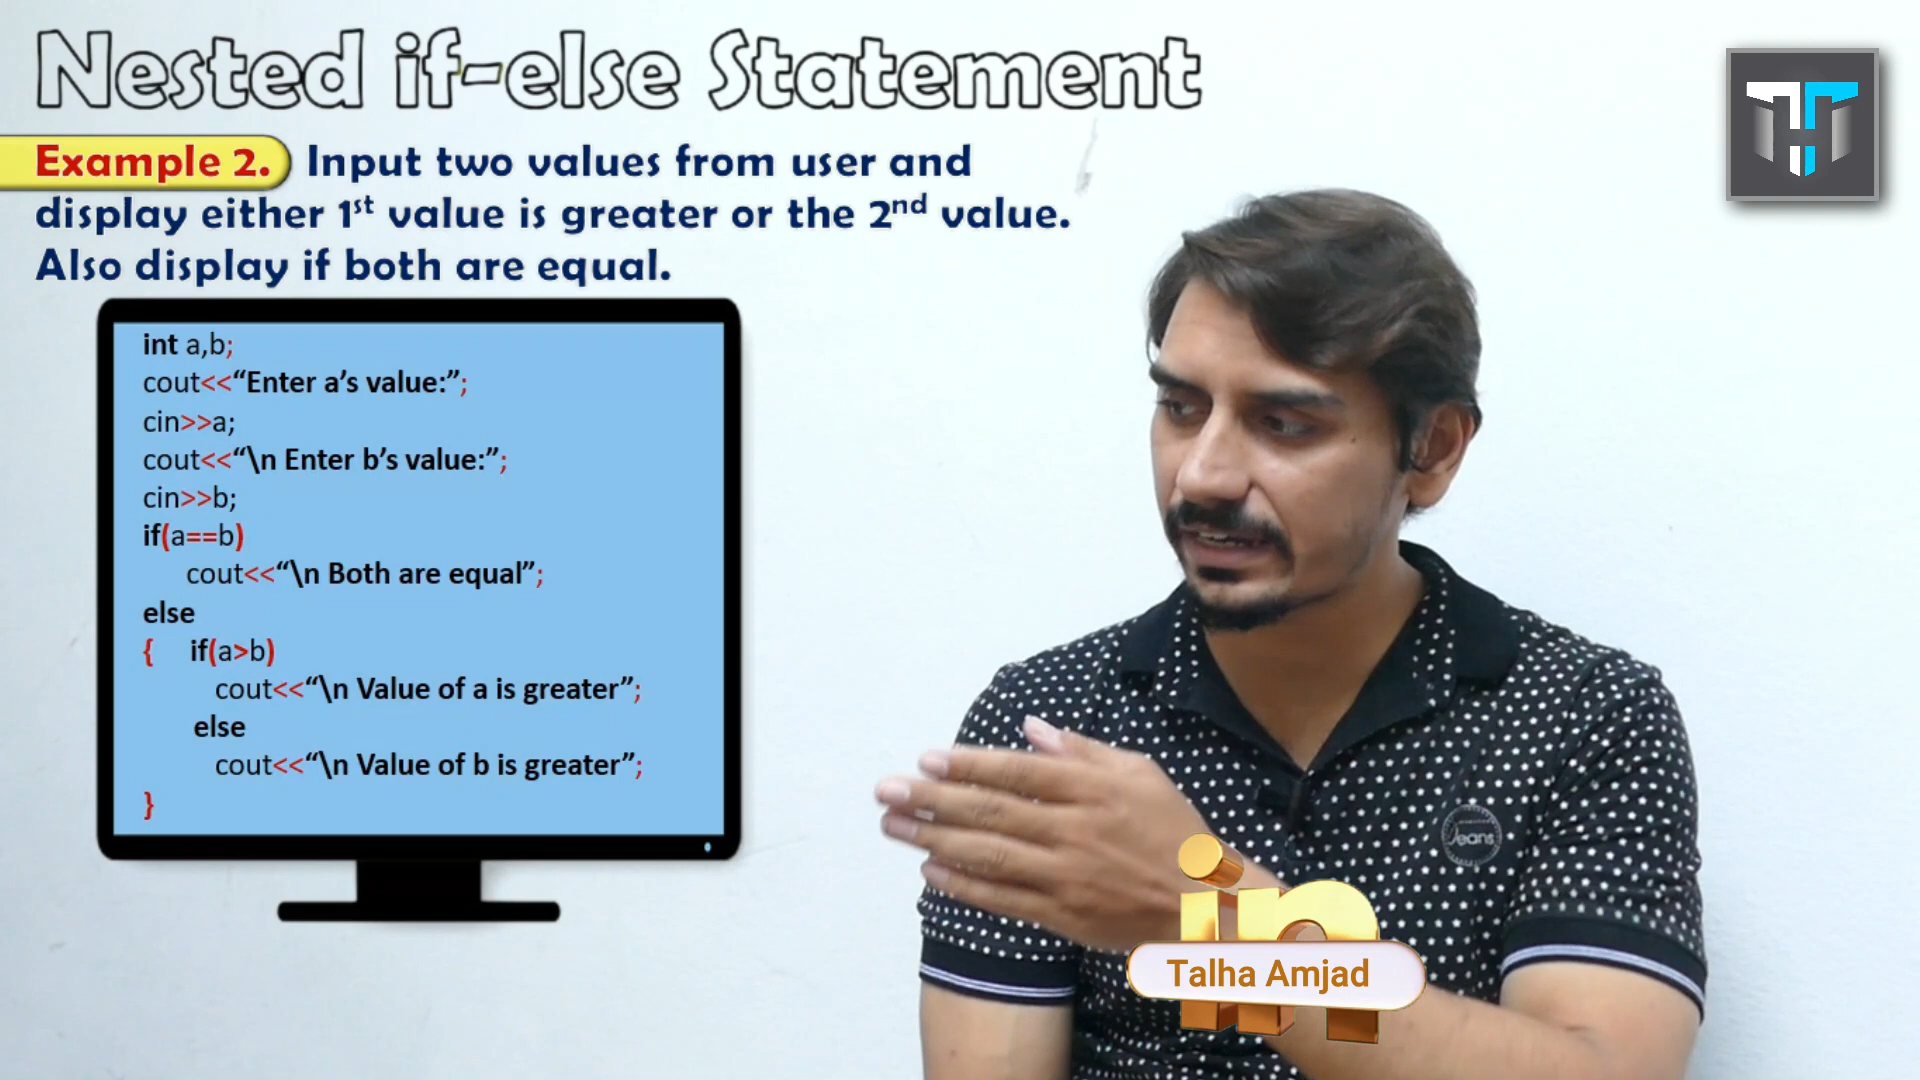 Nested if-else Statement
Example 2. Input two values from user and
display either 1st value is greater or the 2nd value.
Also display if both are equal.
int a,b;
cout<<“Enter a’s value:”;
cin>>a;
cout<<“\n Enter b’s value:”;
cin>>b;
if(a==b)
cout<<“\n Both are equal”;
else
{ if(a>b)
cout<<“\n Value of a is greater”;
else
cout<<“\n Value of b is greater”;
}
Jeans
in
Talha Amjad